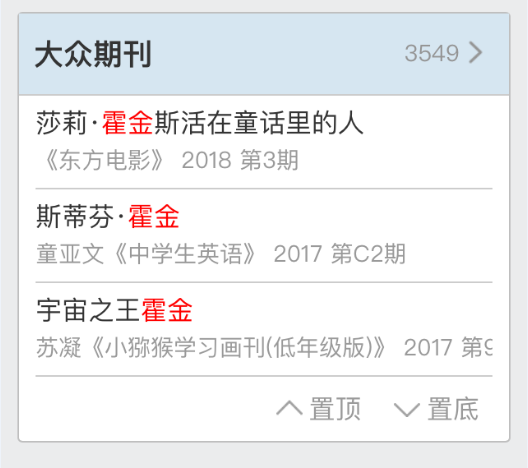 大众期刊 3549
莎莉·霍金斯活在童话里的人
《东方电影》 2018 第3期
斯蒂芬·霍金
童亚文《中学生英语》 2017 第C2期
宇宙之王霍金
苏凝《小猕猴学习画刊(低年级版)》 2017 第9
置顶 置底